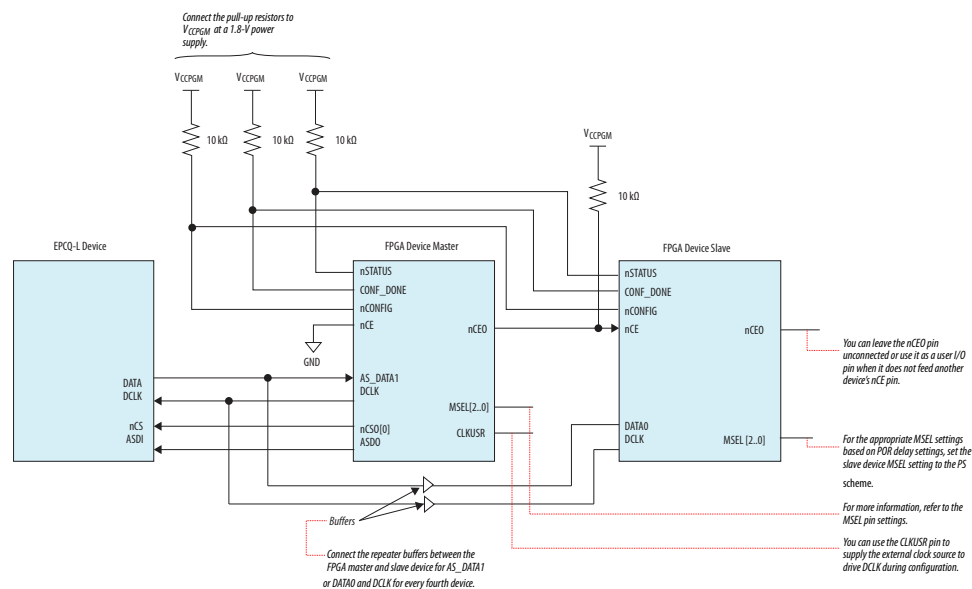 Connect the pull-up resistors to
VCCPGM at a 1.8-V power
supply.
VCCPGM VCCPGM VCCPGM
10 kΩ 10 kΩ 10 kΩ
VCCPGM
10 kΩ
EPCQ-L Device
DATA
DCLK
nCS
ASDI
FPGA Device Master
nSTATUS
CONF_DONE
nCONFIG
nCE
GND
nCEO
AS_DATA1
DCLK
MSEL[2..0]
nCSO[0]
CLKUSR
ASDO
FPGA Device Slave
nSTATUS
CONF_DONE
nCONFIG
nCE
nCEO
DATA0
DCLK
MSEL [2..0]
You can leave the nCEO pin
unconnected or use it as a user I/O
pin when it does not feed another
device's nCE pin.
For the appropriate MSEL settings
based on POR delay settings, set the
slave device MSEL setting to the PS
scheme.
For more information, refer to the
MSEL pin settings.
You can use the CLKUSR pin to
supply the external clock source to
drive DCLK during configuration.
Buffers
Connect the repeater buffers between the
FPGA master and slave device for AS_DATA1
or DATA0 and DCLK for every fourth device.